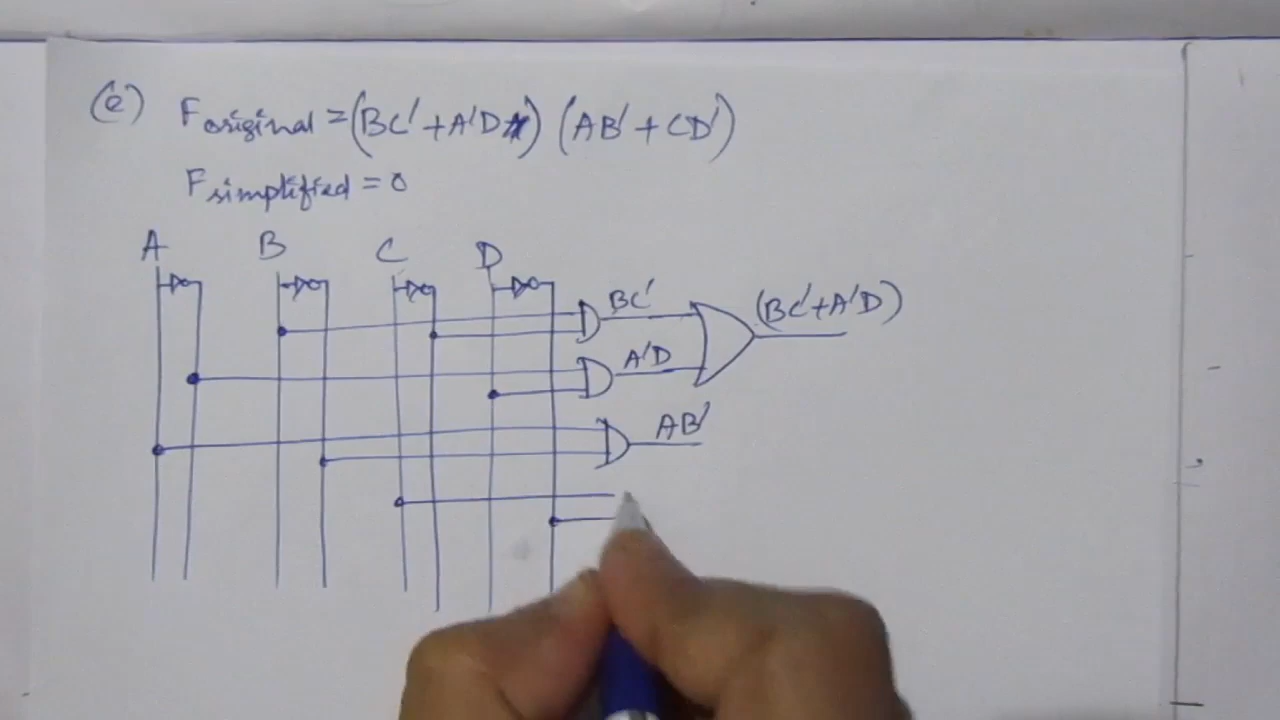 (e) F original = (BC' + A'D) (AB' + CD')
F simplified = 0
A B C D
BC'
(BC'+A'D)
A'D
AB'